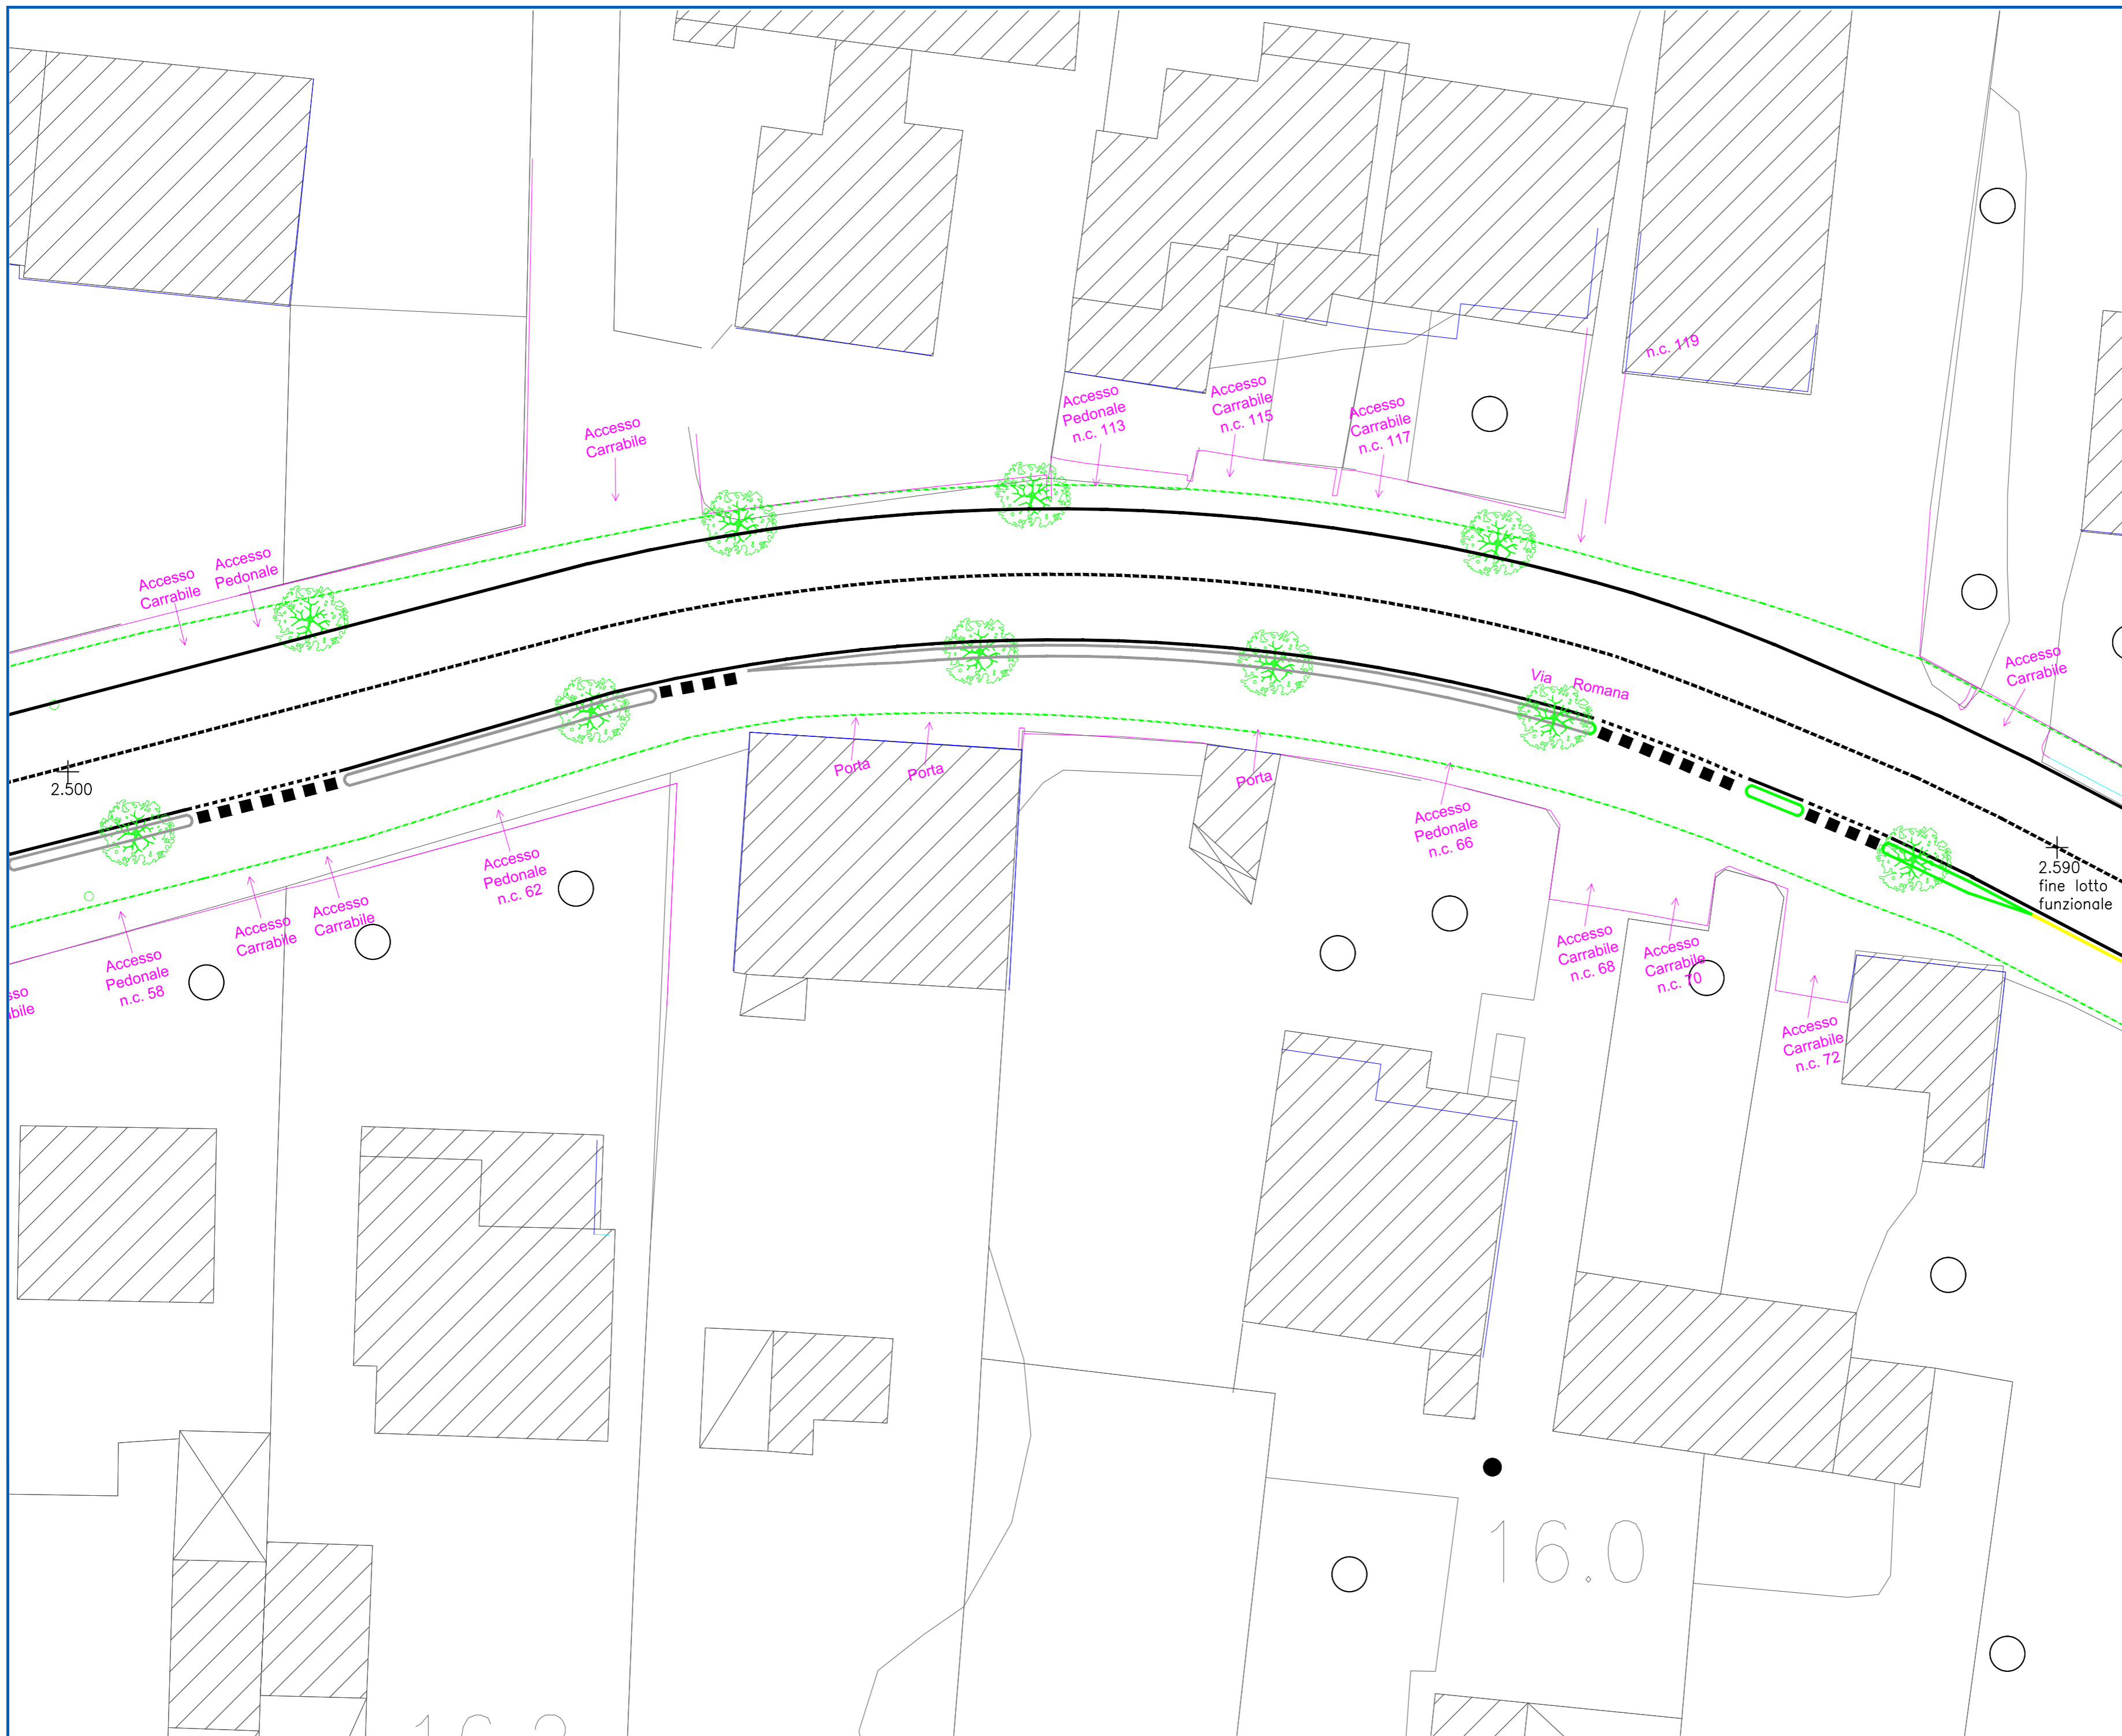 n.c. 119
Accesso
Pedonale
n.c. 113
Accesso
Carrabile
n.c. 115
Accesso
Carrabile
n.c. 117
Accesso
Carrabile
Accesso
Carrabile
Accesso
Pedonale
Accesso
Carrabile
Via Romana
2.500
Porta
Porta
Porta
Accesso
Pedonale
n.c. 66
Accesso
Pedonale
n.c. 62
2.590
fine lotto
funzionale
Accesso
Carrabile
Accesso
Carrabile
Accesso
Pedonale
n.c. 58
Accesso
Carrabile
n.c. 68
Accesso
Carrabile
n.c. 70
Accesso
Carrabile
n.c. 72
16.0